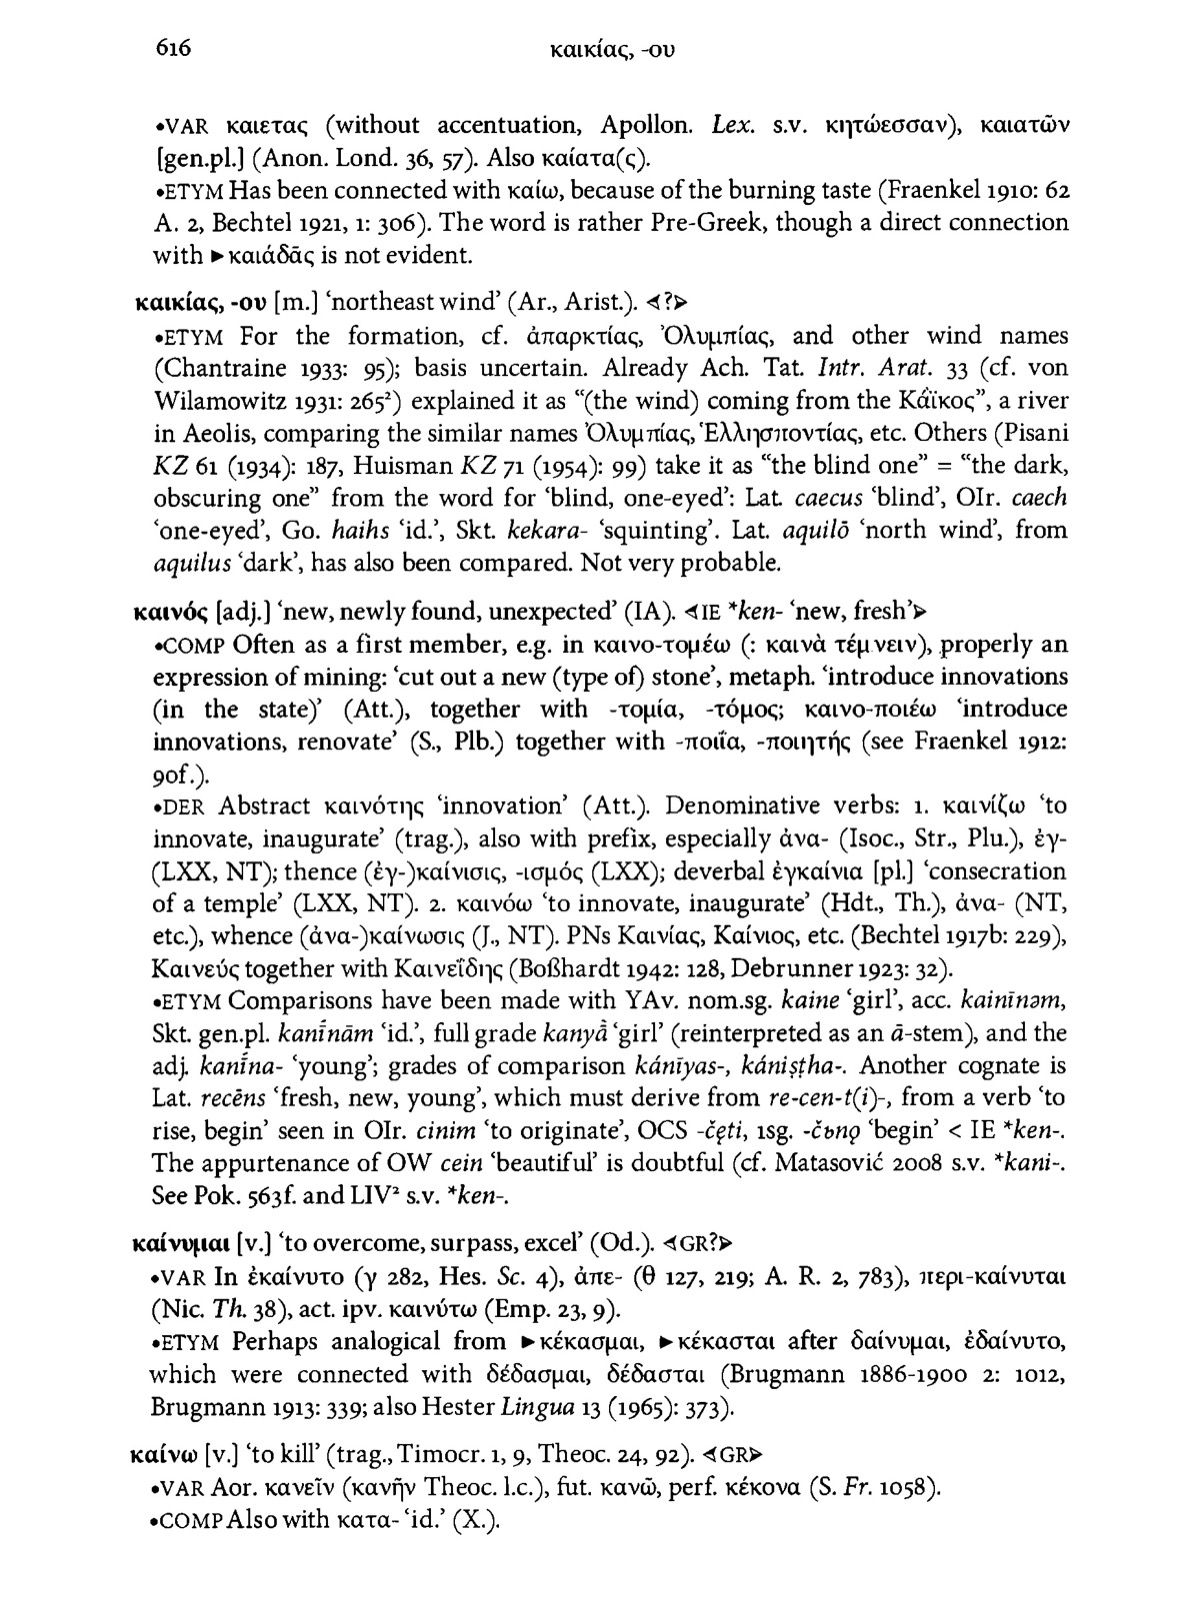 616 καικίας, -ου
•VAR καιετας (without accentuation, Apollon. Lex. s.v. κητώεσσαν), καιατῶν
[gen.pl.] (Anon. Lond. 36, 57). Also καίατα(ς).
•ETYM Has been connected with καίω, because of the burning taste (Fraenkel 1910: 62
A. 2, Bechtel 1921, 1: 306). The word is rather Pre-Greek, though a direct connection
with ►καιάδᾱς is not evident.
καικίας, -ου [m.] ‘northeast wind’ (Ar., Arist.). ⋖?⋗
•ETYM For the formation, cf. ἀπαρκτίας, Ὀλυμπίας, and other wind names
(Chantraine 1933: 95); basis uncertain. Already Ach. Tat. Intr. Arat. 33 (cf. von
Wilamowitz 1931: 265²) explained it as “(the wind) coming from the Κάϊκος”, a river
in Aeolis, comparing the similar names Ὀλυμπίας, Ἑλλησποντίας, etc. Others (Pisani
KZ 61 (1934): 187, Huisman KZ 71 (1954): 99) take it as “the blind one” = “the dark,
obscuring one” from the word for ‘blind, one-eyed’: Lat. caecus ‘blind’, OIr. caech
‘one-eyed’, Go. haihs ‘id.’, Skt. kekara- ‘squinting’. Lat. aquilō ‘north wind’, from
aquilus ‘dark’, has also been compared. Not very probable.
καινός [adj.] ‘new, newly found, unexpected’ (IA). ⋖IE *ken- ‘new, fresh’⋗
•COMP Often as a first member, e.g. in καινο-τομέω (: καινὰ τέμνειν), properly an
expression of mining: ‘cut out a new (type of) stone’, metaph. ‘introduce innovations
(in the state)’ (Att.), together with -τομία, -τόμος; καινο-ποιέω ‘introduce
innovations, renovate’ (S., Plb.) together with -ποιΐα, -ποιητής (see Fraenkel 1912:
90f.).
•DER Abstract καινότης ‘innovation’ (Att.). Denominative verbs: 1. καινίζω ‘to
innovate, inaugurate’ (trag.), also with prefix, especially ἀνα- (Isoc., Str., Plu.), ἐγ-
(LXX, NT); thence (ἐγ-)καίνισις, -ισμός (LXX); deverbal ἐγκαίνια [pl.] ‘consecration
of a temple’ (LXX, NT). 2. καινόω ‘to innovate, inaugurate’ (Hdt., Th.), ἀνα- (NT,
etc.), whence (ἀνα-)καίνωσις (J., NT). PNs Καινίας, Καίνιος, etc. (Bechtel 1917b: 229),
Καινεύς together with Καινεΐδης (Boßhardt 1942: 128, Debrunner 1923: 32).
•ETYM Comparisons have been made with YAv. nom.sg. kaine ‘girl’, acc. kainīnəm,
Skt. gen.pl. kanī́nām ‘id.’, full grade kanyā̀ ‘girl’ (reinterpreted as an ā-stem), and the
adj. kanī́na- ‘young’; grades of comparison kánīyas-, kániṣṭha-. Another cognate is
Lat. recēns ‘fresh, new, young’, which must derive from re-cen-t(i)-, from a verb ‘to
rise, begin’ seen in OIr. cinim ‘to originate’, OCS -čęti, 1sg. -čьnǫ ‘begin’ < IE *ken-.
The appurtenance of OW cein ‘beautiful’ is doubtful (cf. Matasović 2008 s.v. *kani-.
See Pok. 563f. and LIV² s.v. *ken-.
καίνυμαι [v.] ‘to overcome, surpass, excel’ (Od.). ⋖GR?⋗
•VAR In ἐκαίνυτο (γ 282, Hes. Sc. 4), ἀπε- (θ 127, 219; A. R. 2, 783), περι-καίνυται
(Nic. Th. 38), act. ipv. καινύτω (Emp. 23, 9).
•ETYM Perhaps analogical from ►κέκασμαι, ►κέκασται after δαίνυμαι, ἐδαίνυτο,
which were connected with δέδασμαι, δέδασται (Brugmann 1886-1900 2: 1012,
Brugmann 1913: 339; also Hester Lingua 13 (1965): 373).
καίνω [v.] ‘to kill’ (trag., Timocr. 1, 9, Theoc. 24, 92). ⋖GR⋗
•VAR Aor. κανεῖν (κανῆν Theoc. l.c.), fut. κανῶ, perf. κέκονα (S. Fr. 1058).
•COMP Also with κατα- ‘id.’ (X.).